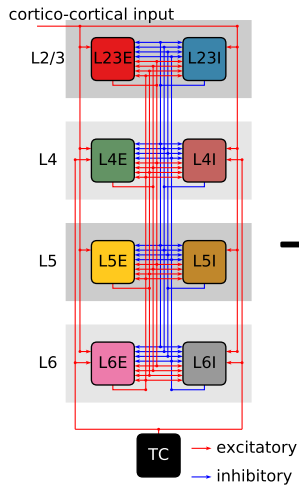 cortico-cortical input
L2/3 L23E L23I
L4 L4E L4I
L5 L5E L5I
L6 L6E L6I
TC
excitatory
inhibitory